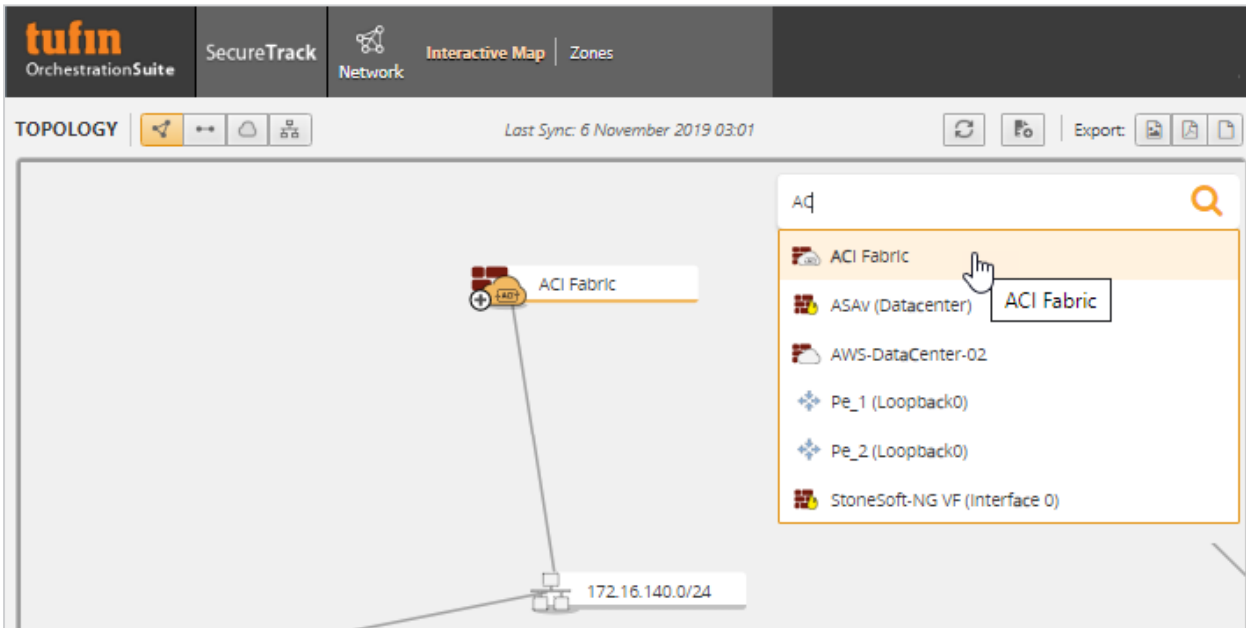 tufin
OrchestrationSuite
SecureTrack
Network
Interactive Map
Zones
TOPOLOGY
Last Sync: 6 November 2019 03:01
Export:
AC
ACI Fabric
ACI Fabric
ACI Fabric
ASAv (Datacenter)
AWS-DataCenter-02
Pe_1 (Loopback0)
Pe_2 (Loopback0)
StoneSoft-NG VF (Interface 0)
172.16.140.0/24